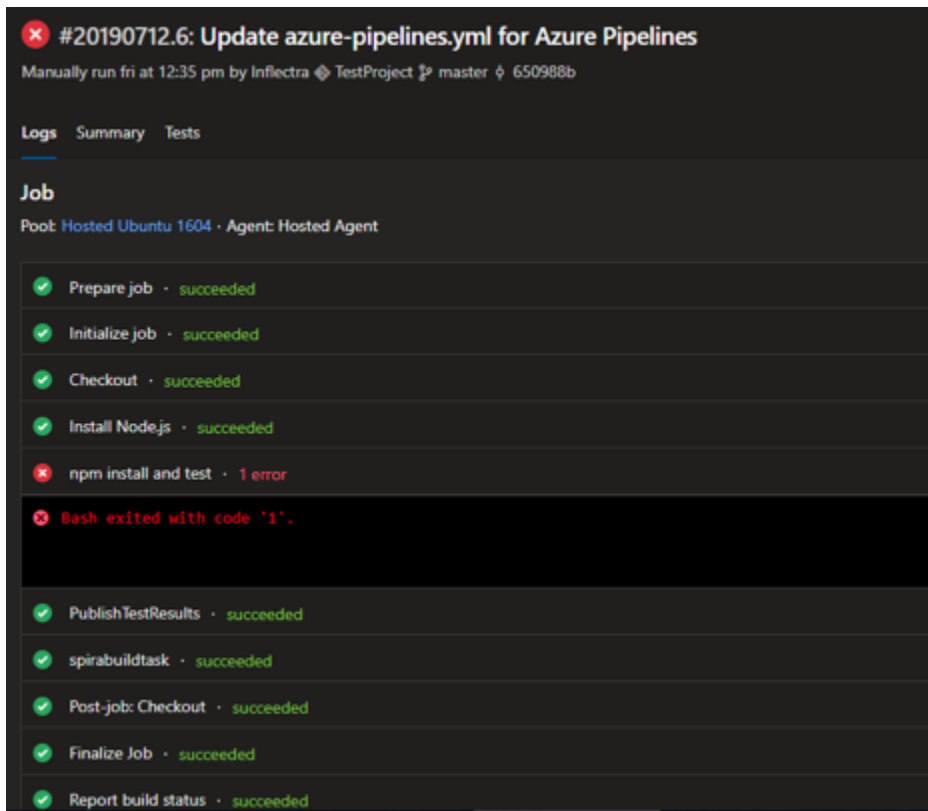 #20190712.6: Update azure-pipelines.yml for Azure Pipelines
Manually run fri at 12:35 pm by Inflectra TestProject master 650988b
Logs Summary Tests
Job
Pool: Hosted Ubuntu 1604 · Agent: Hosted Agent
Prepare job · succeeded
Initialize job · succeeded
Checkout · succeeded
Install Node.js · succeeded
npm install and test · 1 error
Bash exited with code '1'.
PublishTestResults · succeeded
spirabuildtask · succeeded
Post-job: Checkout · succeeded
Finalize Job · succeeded
Report build status · succeeded